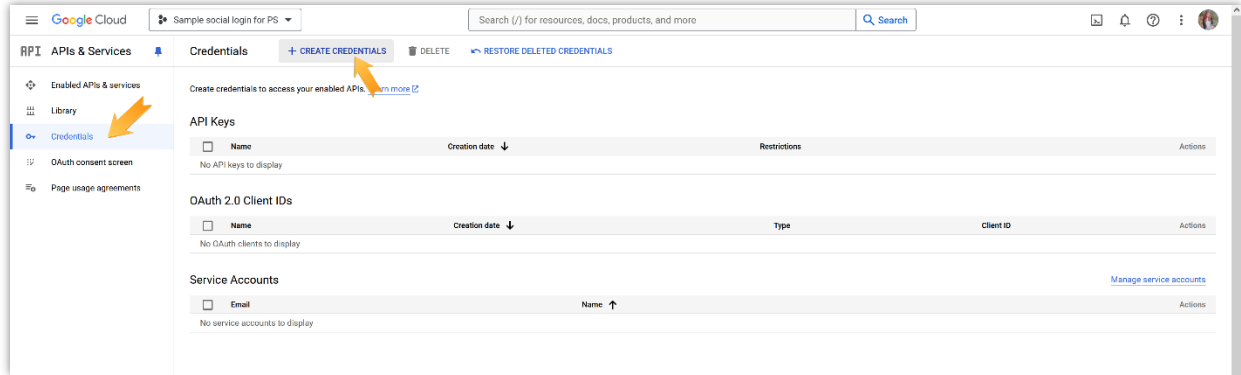 Google Cloud
Sample social login for PS
Search (/) for resources, docs, products, and more
Search
API APIs & Services
Credentials
+ CREATE CREDENTIALS
DELETE
RESTORE DELETED CREDENTIALS
Enabled APIs & services
Library
Credentials
OAuth consent screen
Page usage agreements
Create credentials to access your enabled APIs. more
API Keys
Name Creation date Restrictions Actions
No API keys to display
OAuth 2.0 Client IDs
Name Creation date Type Client ID Actions
No OAuth clients to display
Service Accounts
Manage service accounts
Email Name Actions
No service accounts to display